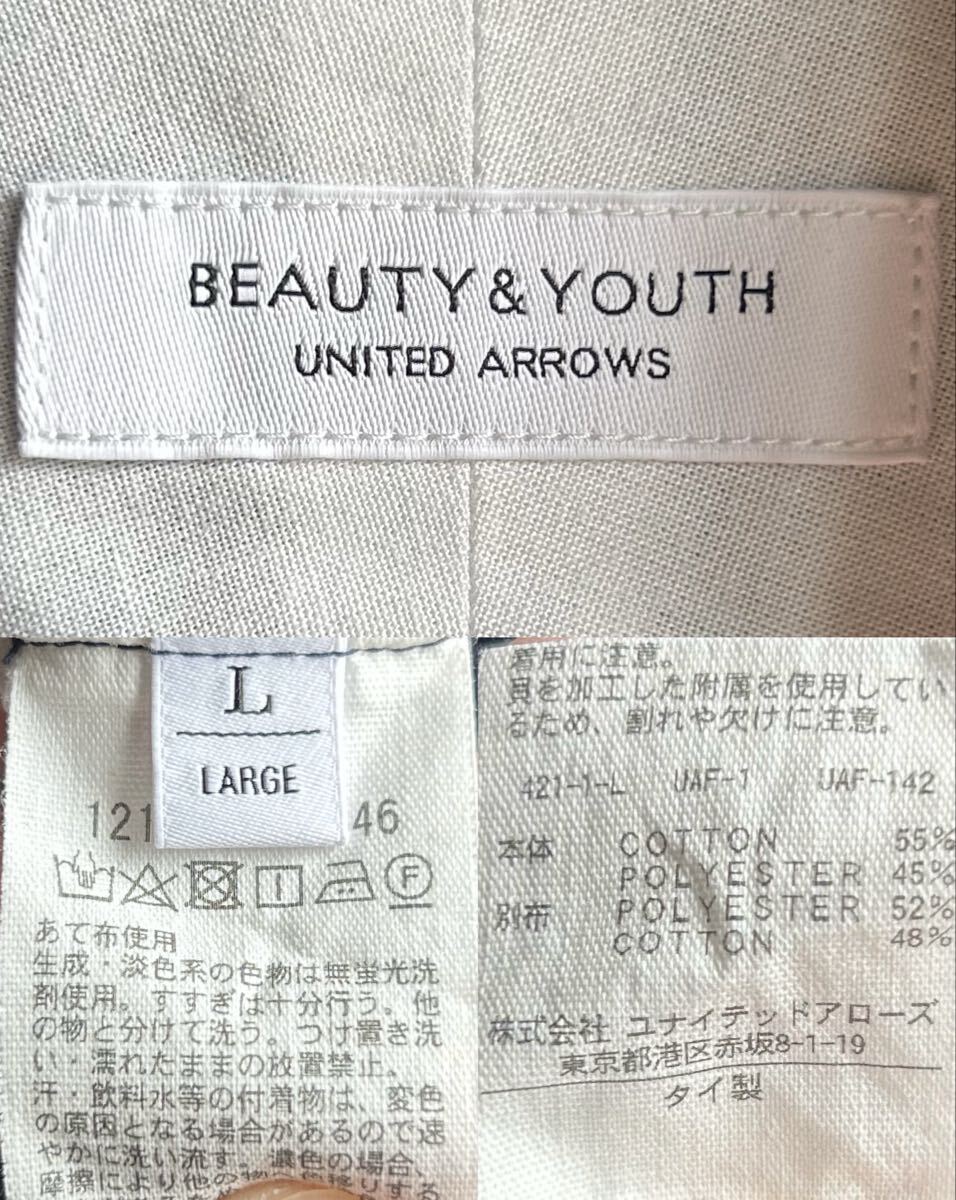 BEAUTY & YOUTH
UNITED ARROWS
L
LARGE
121
46
F
あて布使用
生成・淡色系の色物は無蛍光洗
剤使用。すすぎは十分行う。他
の物と分けて洗う。つけ置き洗
い・濡れたままの放置禁止。
汗・飲料水等の付着物は、変色
の原因となる場合があるので速
やかに洗い流す。濃色の場合、
摩擦により他の
着用に注意。
貝を加工した附属を使用してい
るため、割れや欠けに注意。
421-1-L UAF-1 UAF-142
本体 COTTON 55%
POLYESTER 45%
別布 POLYESTER 52%
COTTON 48%
株式会社 ユナイテッドアローズ
東京都港区赤坂8-1-19
タイ製